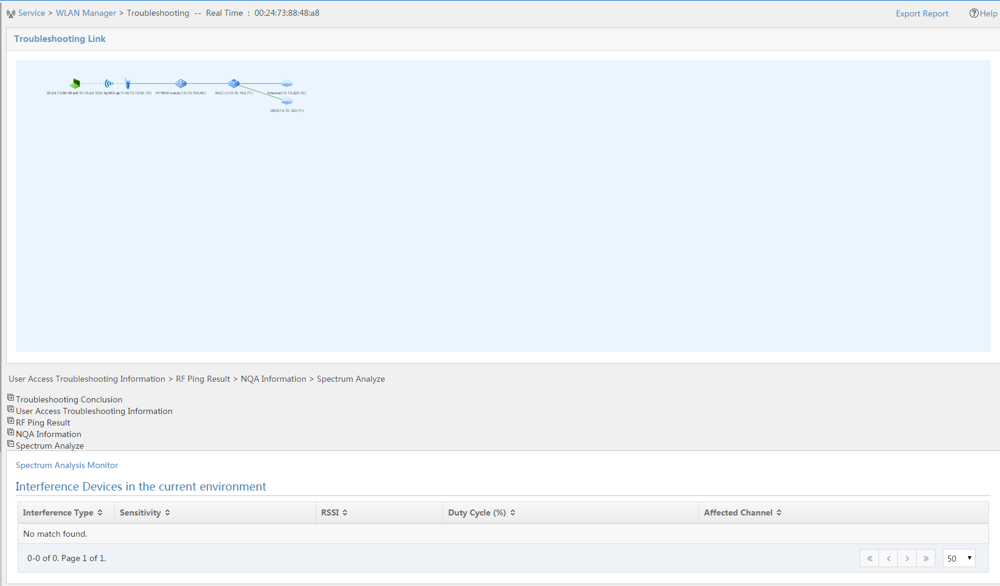 Service > WLAN Manager > Troubleshooting -- Real Time : 00:24:73:88:48:a8
Export Report
Help
Troubleshooting Link
00:24:73:88:48:a8(10.10.25.100)
hp560-ap11-fr(10.10.97.10)
HP3800-stack(10.10.150.40)
WLC-1(10.10.152.71)
Internet(10.10.220.10)
DNS(10.10.120.11)
User Access Troubleshooting Information > RF Ping Result > NQA Information > Spectrum Analyze
Troubleshooting Conclusion
User Access Troubleshooting Information
RF Ping Result
NQA Information
Spectrum Analyze
Spectrum Analysis Monitor
Interference Devices in the current environment
Interference Type Sensitivity RSSI Duty Cycle (%) Affected Channel
No match found.
0-0 of 0. Page 1 of 1.
« < > » 50